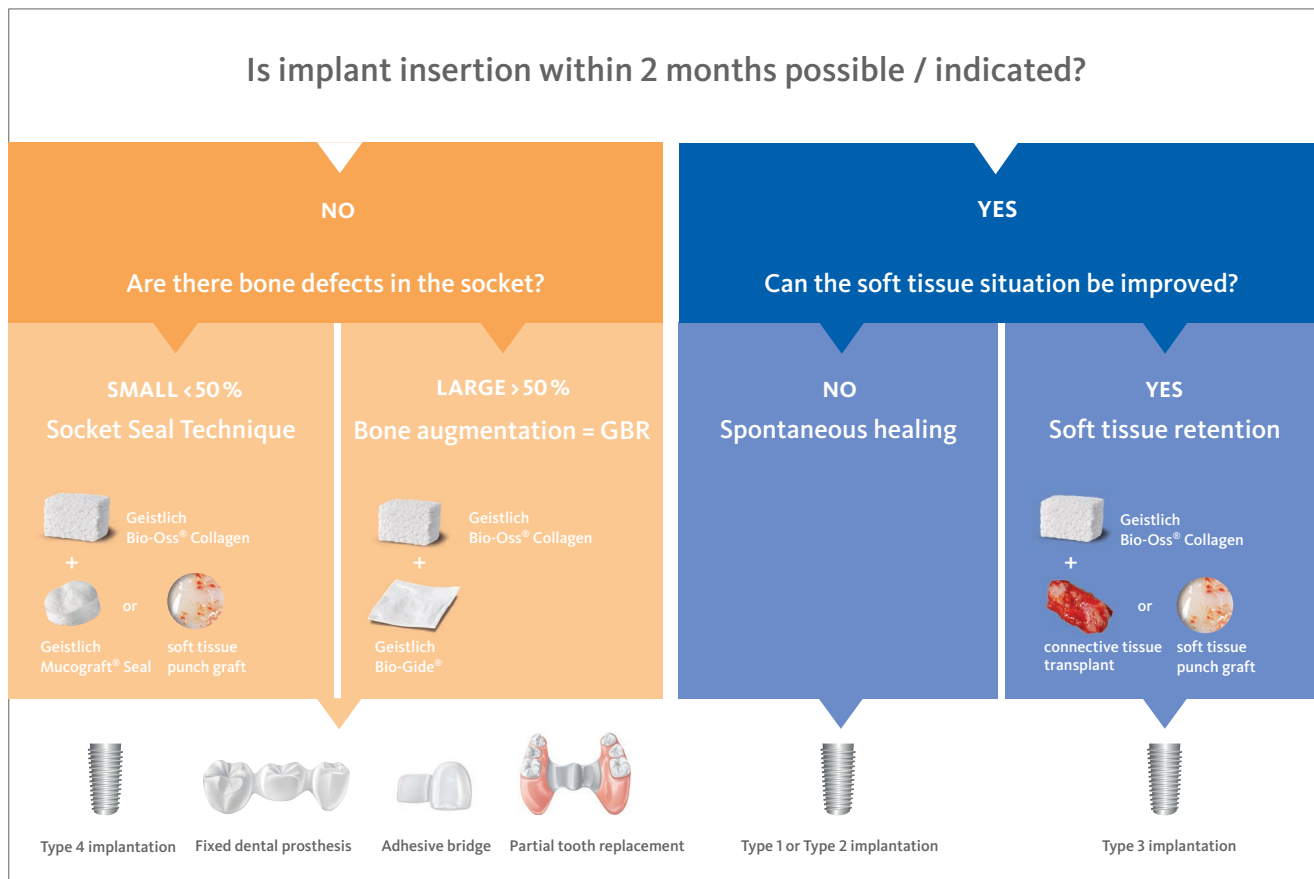 Is implant insertion within 2 months possible / indicated?
NO
Are there bone defects in the socket?
YES
Can the soft tissue situation be improved?
SMALL <50 %
Socket Seal Technique
Geistlich
Bio-Oss® Collagen
+
or
Geistlich
Mucograft® Seal
soft tissue
punch graft
LARGE >50 %
Bone augmentation = GBR
Geistlich
Bio-Oss® Collagen
+
Geistlich
Bio-Gide®
NO
Spontaneous healing
YES
Soft tissue retention
Geistlich
Bio-Oss® Collagen
+
or
connective tissue
transplant
soft tissue
punch graft
Type 4 implantation
Fixed dental prosthesis
Adhesive bridge
Partial tooth replacement
Type 1 or Type 2 implantation
Type 3 implantation